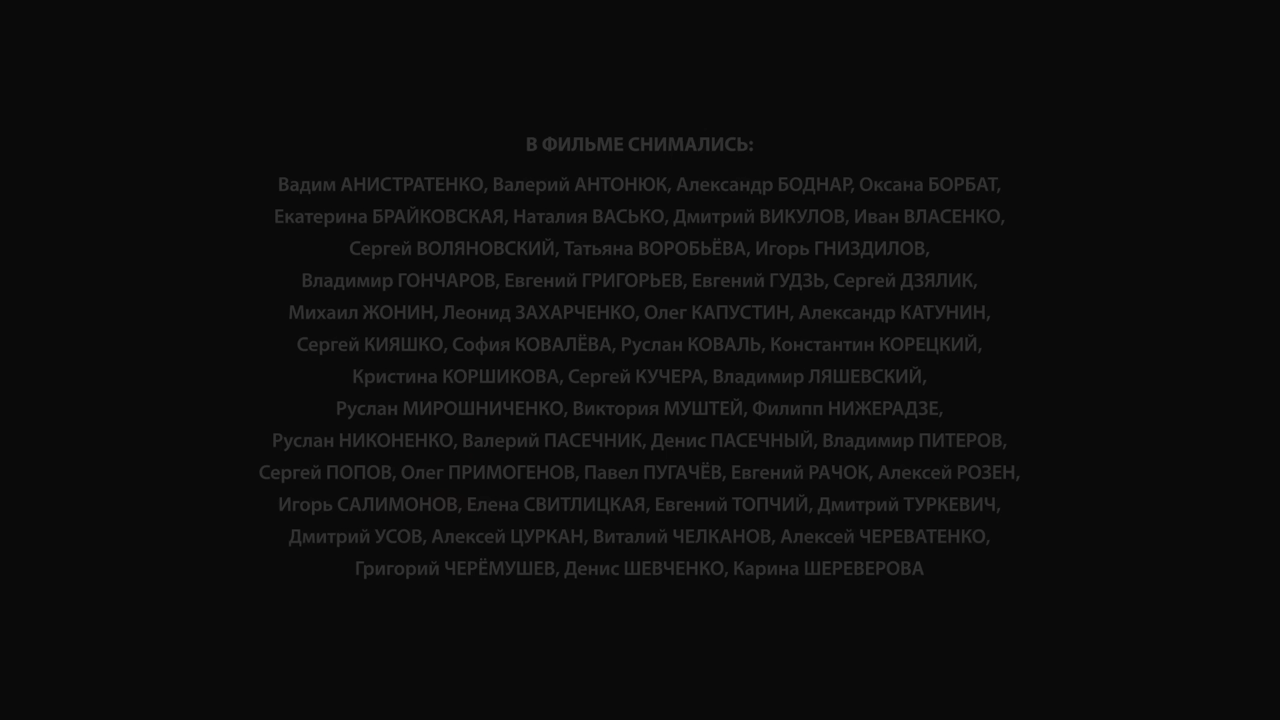 В ФИЛЬМЕ СНИМАЛИСЬ:
Вадим АНИСТРАТЕНКО, Валерий АНТОНЮК, Александр БОДНАР, Оксана БОРБАТ,
Екатерина БРАЙКОВСКАЯ, Наталия ВАСЬКО, Дмитрий ВИКУЛОВ, Иван ВЛАСЕНКО,
Сергей ВОЛЯНОВСКИЙ, Татьяна ВОРОБЬЁВА, Игорь ГНИЗДИЛОВ,
Владимир ГОНЧАРОВ, Евгений ГРИГОРЬЕВ, Евгений ГУДЗЬ, Сергей ДЗЯЛИК,
Михаил ЖОНИН, Леонид ЗАХАРЧЕНКО, Олег КАПУСТИН, Александр КАТУНИН,
Сергей КИЯШКО, София КОВАЛЁВА, Руслан КОВАЛЬ, Константин КОРЕЦКИЙ,
Кристина КОРШИКОВА, Сергей КУЧЕРА, Владимир ЛЯШЕВСКИЙ,
Руслан МИРОШНИЧЕНКО, Виктория МУШТЕЙ, Филипп НИЖЕРАДЗЕ,
Руслан НИКОНЕНКО, Валерий ПАСЕЧНИК, Денис ПАСЕЧНЫЙ, Владимир ПИТЕРОВ,
Сергей ПОПОВ, Олег ПРИМОГЕНОВ, Павел ПУГАЧЁВ, Евгений РАЧОК, Алексей РОЗЕН,
Игорь САЛИМОНОВ, Елена СВИТЛИЦКАЯ, Евгений ТОПЧИЙ, Дмитрий ТУРКЕВИЧ,
Дмитрий УСОВ, Алексей ЦУРКАН, Виталий ЧЕЛКАНОВ, Алексей ЧЕРЕВАТЕНКО,
Григорий ЧЕРЁМУШЕВ, Денис ШЕВЧЕНКО, Карина ШЕРЕВЕРОВА